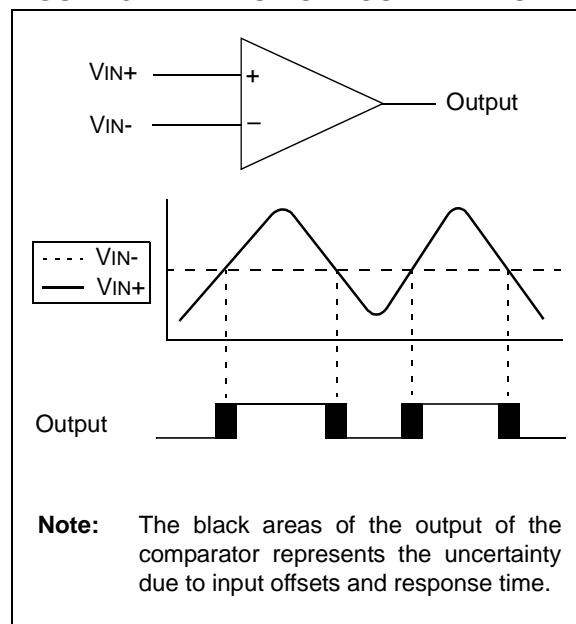 VIN+
+
Output
VIN-
–
VIN-
VIN+
Output
Note: The black areas of the output of the
comparator represents the uncertainty
due to input offsets and response time.